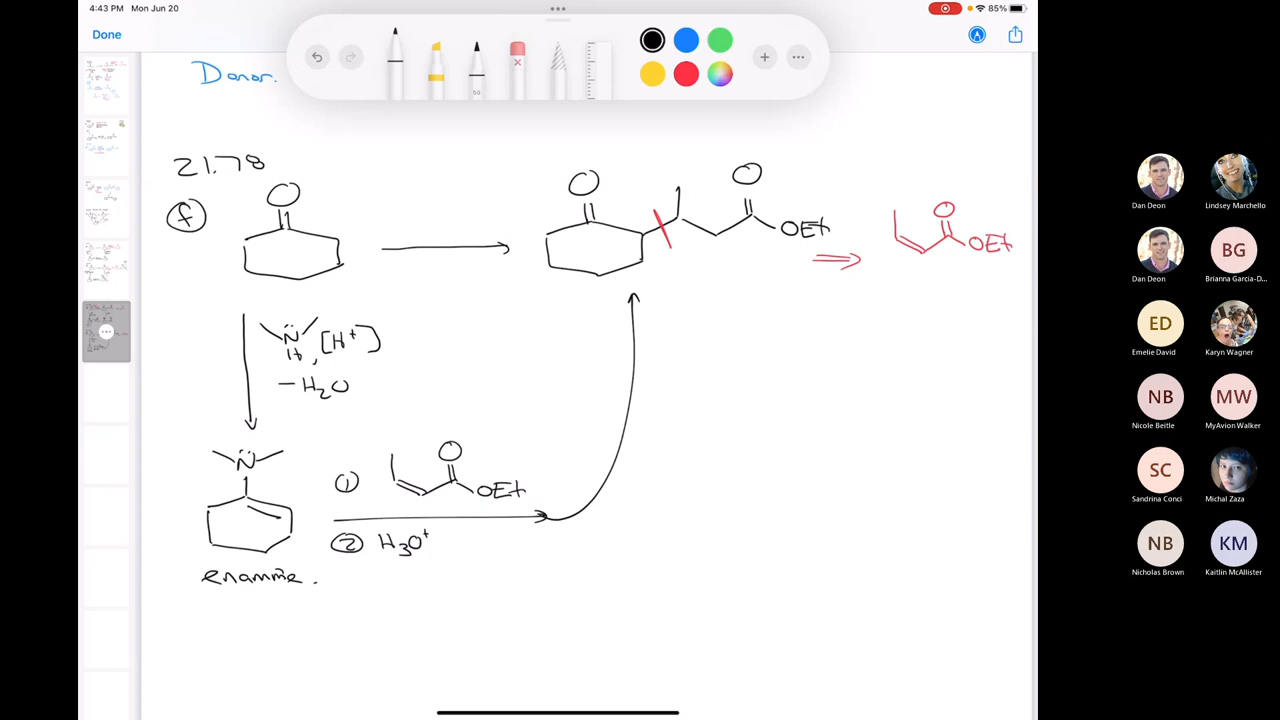 4:43 PM Mon Jun 20
85%
Done
Donor.
21.78
f
O
O
O
OEt
O
OEt
N
H, [H+]
-H2O
N
1
O
OEt
2 H3O+
enamine.
Dan Deon
Lindsey Marchello
Dan Deon
BG
Brianna Garcia-D...
ED
Emelie David
Karyn Wagner
NB
Nicole Beitle
MW
MyAvion Walker
SC
Sandrina Conci
Michal Zaza
NB
Nicholas Brown
KM
Kaitlin McAllister